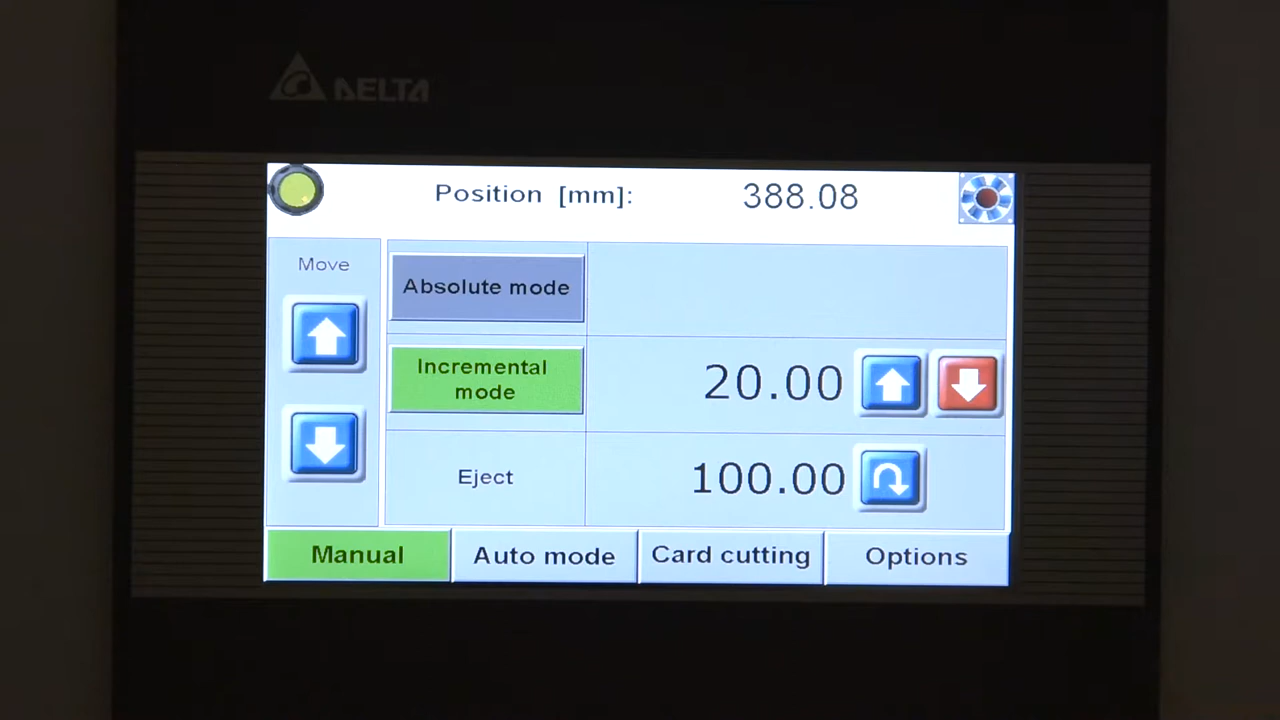 DELTA
Position [mm]: 388.08
Move
Absolute mode
Incremental
mode
20.00
Eject
100.00
Manual
Auto mode
Card cutting
Options